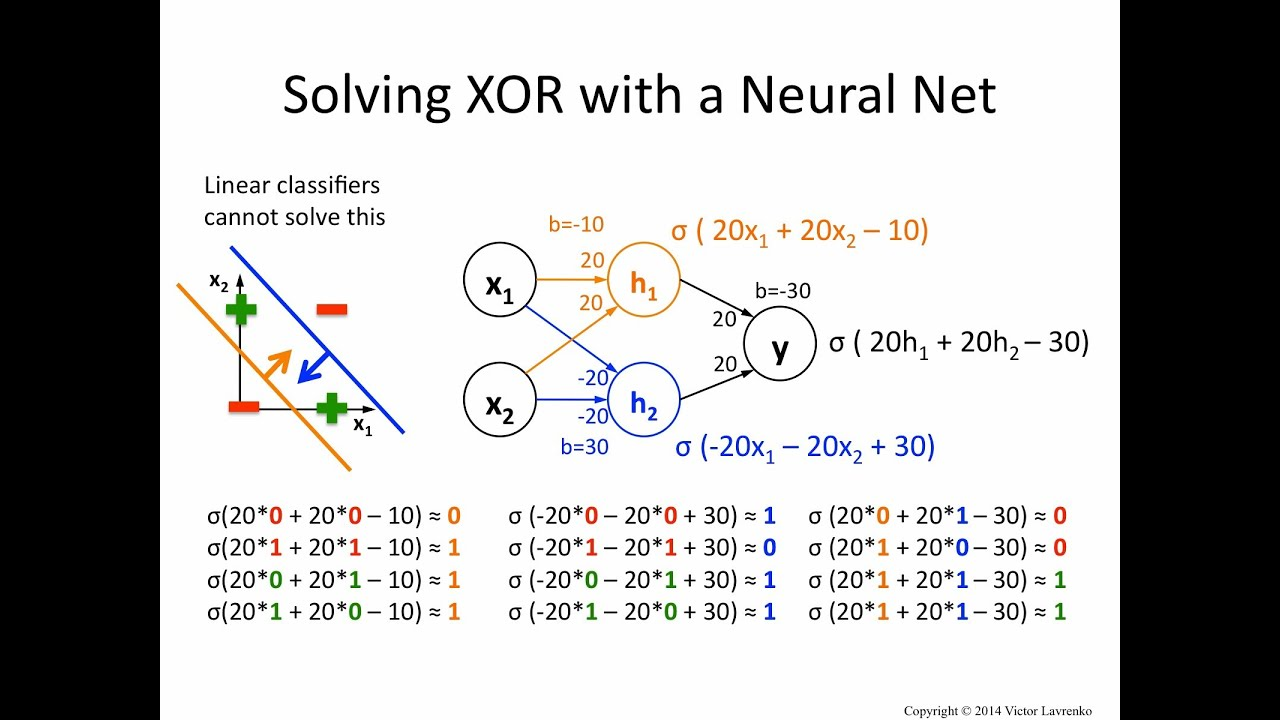 Solving XOR with a Neural Net
Linear classifiers
cannot solve this
x₂
x₁
b=-10
σ ( 20x₁ + 20x₂ – 10)
x₁
20
20
h₁
b=-30
20
y
σ ( 20h₁ + 20h₂ – 30)
20
x₂
-20
-20
h₂
b=30
σ (-20x₁ – 20x₂ + 30)
σ(20*0 + 20*0 – 10) ≈ 0
σ(20*1 + 20*1 – 10) ≈ 1
σ(20*0 + 20*1 – 10) ≈ 1
σ(20*1 + 20*0 – 10) ≈ 1
σ (-20*0 – 20*0 + 30) ≈ 1
σ (-20*1 – 20*1 + 30) ≈ 0
σ (-20*0 – 20*1 + 30) ≈ 1
σ (-20*1 – 20*0 + 30) ≈ 1
σ (20*0 + 20*1 – 30) ≈ 0
σ (20*1 + 20*0 – 30) ≈ 0
σ (20*1 + 20*1 – 30) ≈ 1
σ (20*1 + 20*1 – 30) ≈ 1
Copyright © 2014 Victor Lavrenko